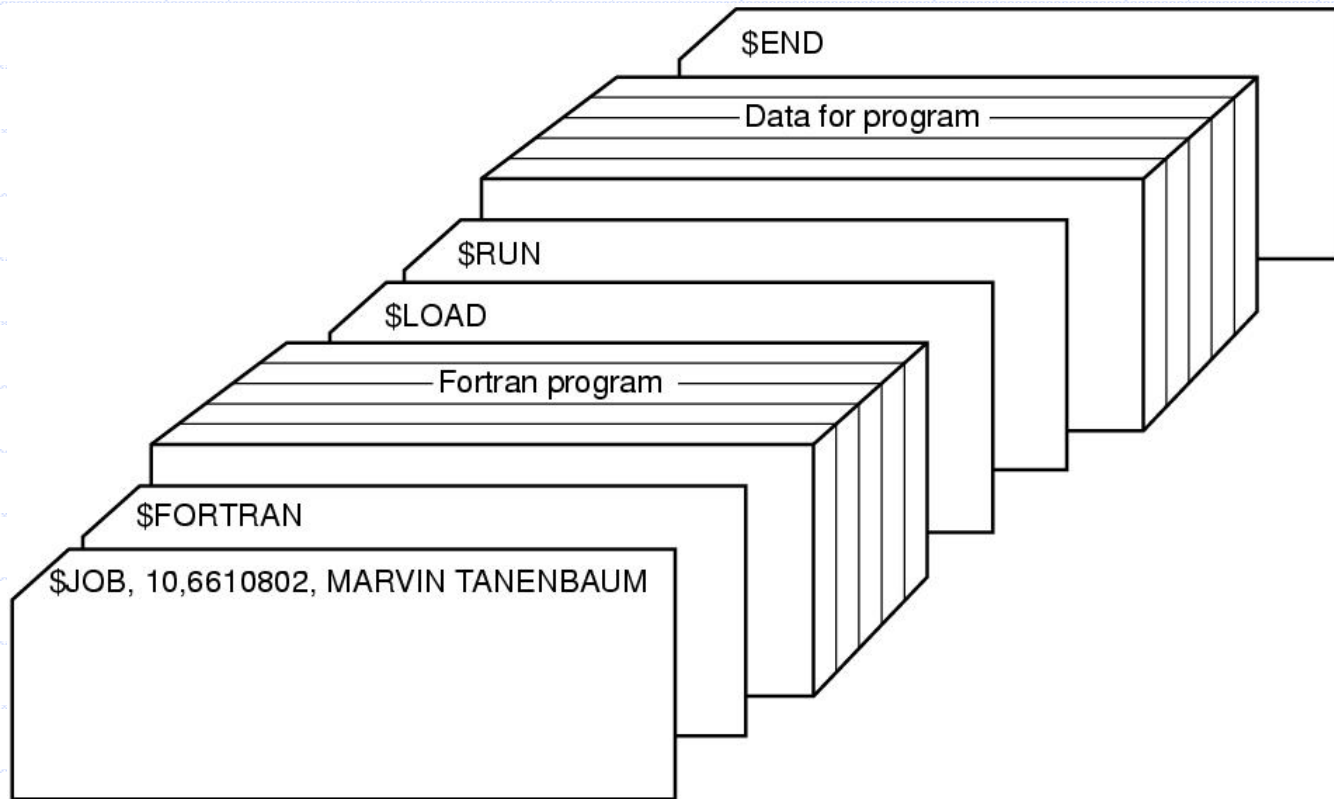 $END
Data for program
$RUN
$LOAD
Fortran program
$FORTRAN
$JOB, 10,6610802, MARVIN TANENBAUM